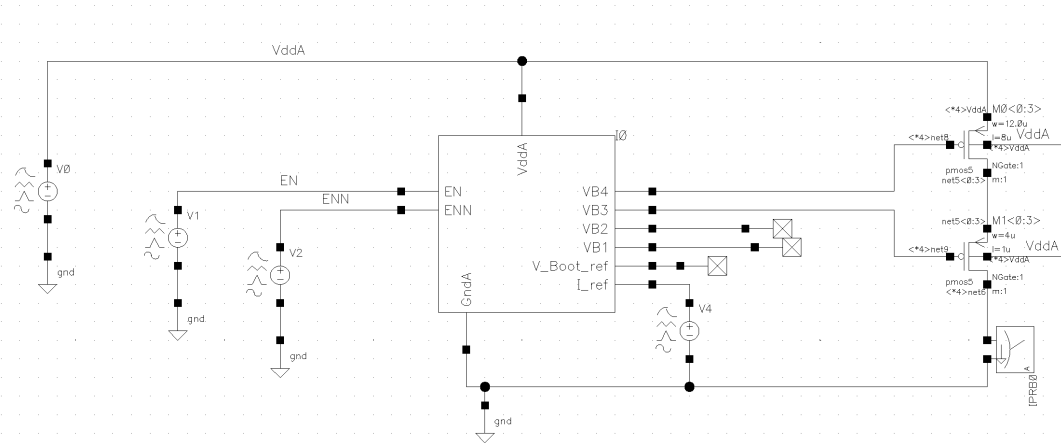 VddA
V0
gnd
EN
V1
gnd
ENN
V2
gnd
I0
VddA
EN
ENN
GndA
VB4
VB3
VB2
VB1
V_Boot_ref
I_ref
V4
gnd
<*4>VddA
M0<0:3>
w=12.0u
l=8u
VddA
<*4>net8
<*4>VddA
pmos5
NGate:1
net5<0:3>
m:1
net5<0:3>
M1<0:3>
w=4u
l=1u
VddA
<*4>net9
<*4>VddA
pmos5
NGate:1
<*4>net6
m:1
A
IPRB0